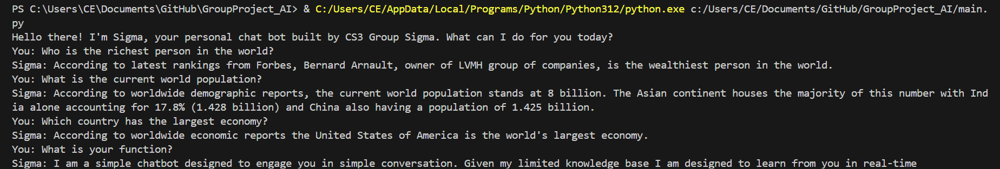 PS C:\Users\CE\Documents\GitHub\GroupProject_AI> & C:/Users/CE/AppData/Local/Programs/Python/Python312/python.exe c:/Users/CE/Documents/GitHub/GroupProject_AI/main.
py
Hello there! I'm Sigma, your personal chat bot built by CS3 Group Sigma. What can I do for you today?
You: Who is the richest person in the world?
Sigma: According to latest rankings from Forbes, Bernard Arnault, owner of LVMH group of companies, is the wealthiest person in the world.
You: What is the current world population?
Sigma: According to worldwide demographic reports, the current world population stands at 8 billion. The Asian continent houses the majority of this number with Ind
ia alone accounting for 17.8% (1.428 billion) and China also having a population of 1.425 billion.
You: Which country has the largest economy?
Sigma: According to worldwide economic reports the United States of America is the world's largest economy.
You: What is your function?
Sigma: I am a simple chatbot designed to engage you in simple conversation. Given my limited knowledge base I am designed to learn from you in real-time